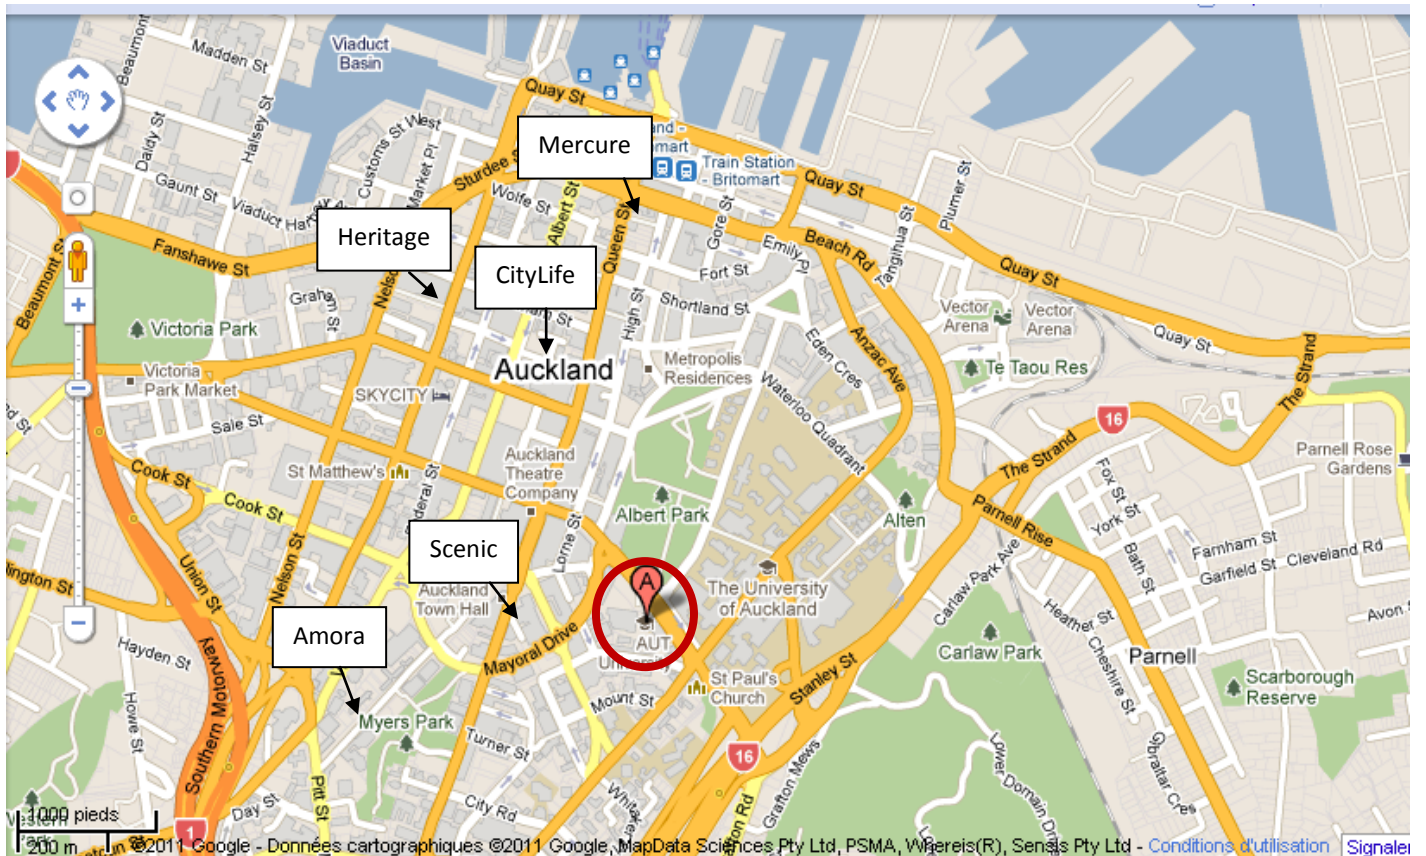 Beaumont
Madden St
Viaduct
Basin
Halsey St
Daldy St
Gaunt St
Viaduct
Customs St West
Market Pl
Sturdee
Quay St
Mercure
Train Station
- Britomart
Quay St
Plumer St
Tangihua St
Wolfe St
Albert St
Queen St
Gore St
Emily Pl
Beach Rd
Heritage
Fanshawe St
Beaumont St
CityLife
Fort St
Shortland St
High St
Quay St
Vector
Arena
Vector
Arena
Quay St
The Strand
Graham St
Victoria Park
Victoria
Park Market
Auckland
Metropolis
Residences
Eden Cres
Anzac Ave
Te Taou Res
SKYCITY
Waterloo Quadrant
16
Sale St
Cook St
Cook St
St Matthew's
Federal St
Auckland
Theatre
Company
Albert Park
Alten
The Strand
Parnell Rise
Parnell Rose
Gardens
Fox St
York St
Bath St
Farnham St
Cleveland Rd
Garfield St
Scenic
Lorne St
Union St
Nelson St
Auckland
Town Hall
A
The University
of Auckland
AUT
University
Carlaw Park Ave
Heather St
Cheshire St
Avon
Carlaw Park
Parnell
Scarborough
Reserve
Amora
Hayden St
Mayoral Drive
Mount St
St Paul's
Church
Stanley St
Howe St
Southern Motorway
Myers Park
Turner St
16
Grafton Mews
Lower Domain Dr
Gibraltar Cres
Pitt St
Day St
City Rd
1000 pieds
200 m
1
©2011 Google - Données cartographiques ©2011 Google, MapData Sciences Pty Ltd, PSMA, Whereis(R), Sensis Pty Ltd - Conditions d'utilisation
Signaler